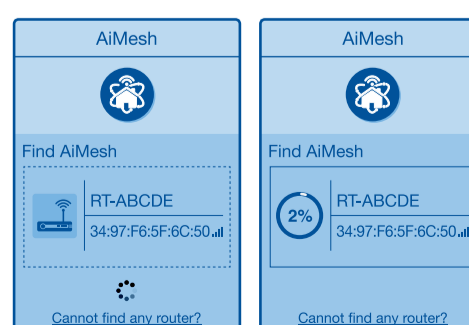 AiMesh
Find AiMesh
RT-ABCDE
34:97:F6:5F:6C:50
Cannot find any router?
AiMesh
Find AiMesh
2%
RT-ABCDE
34:97:F6:5F:6C:50
Cannot find any router?